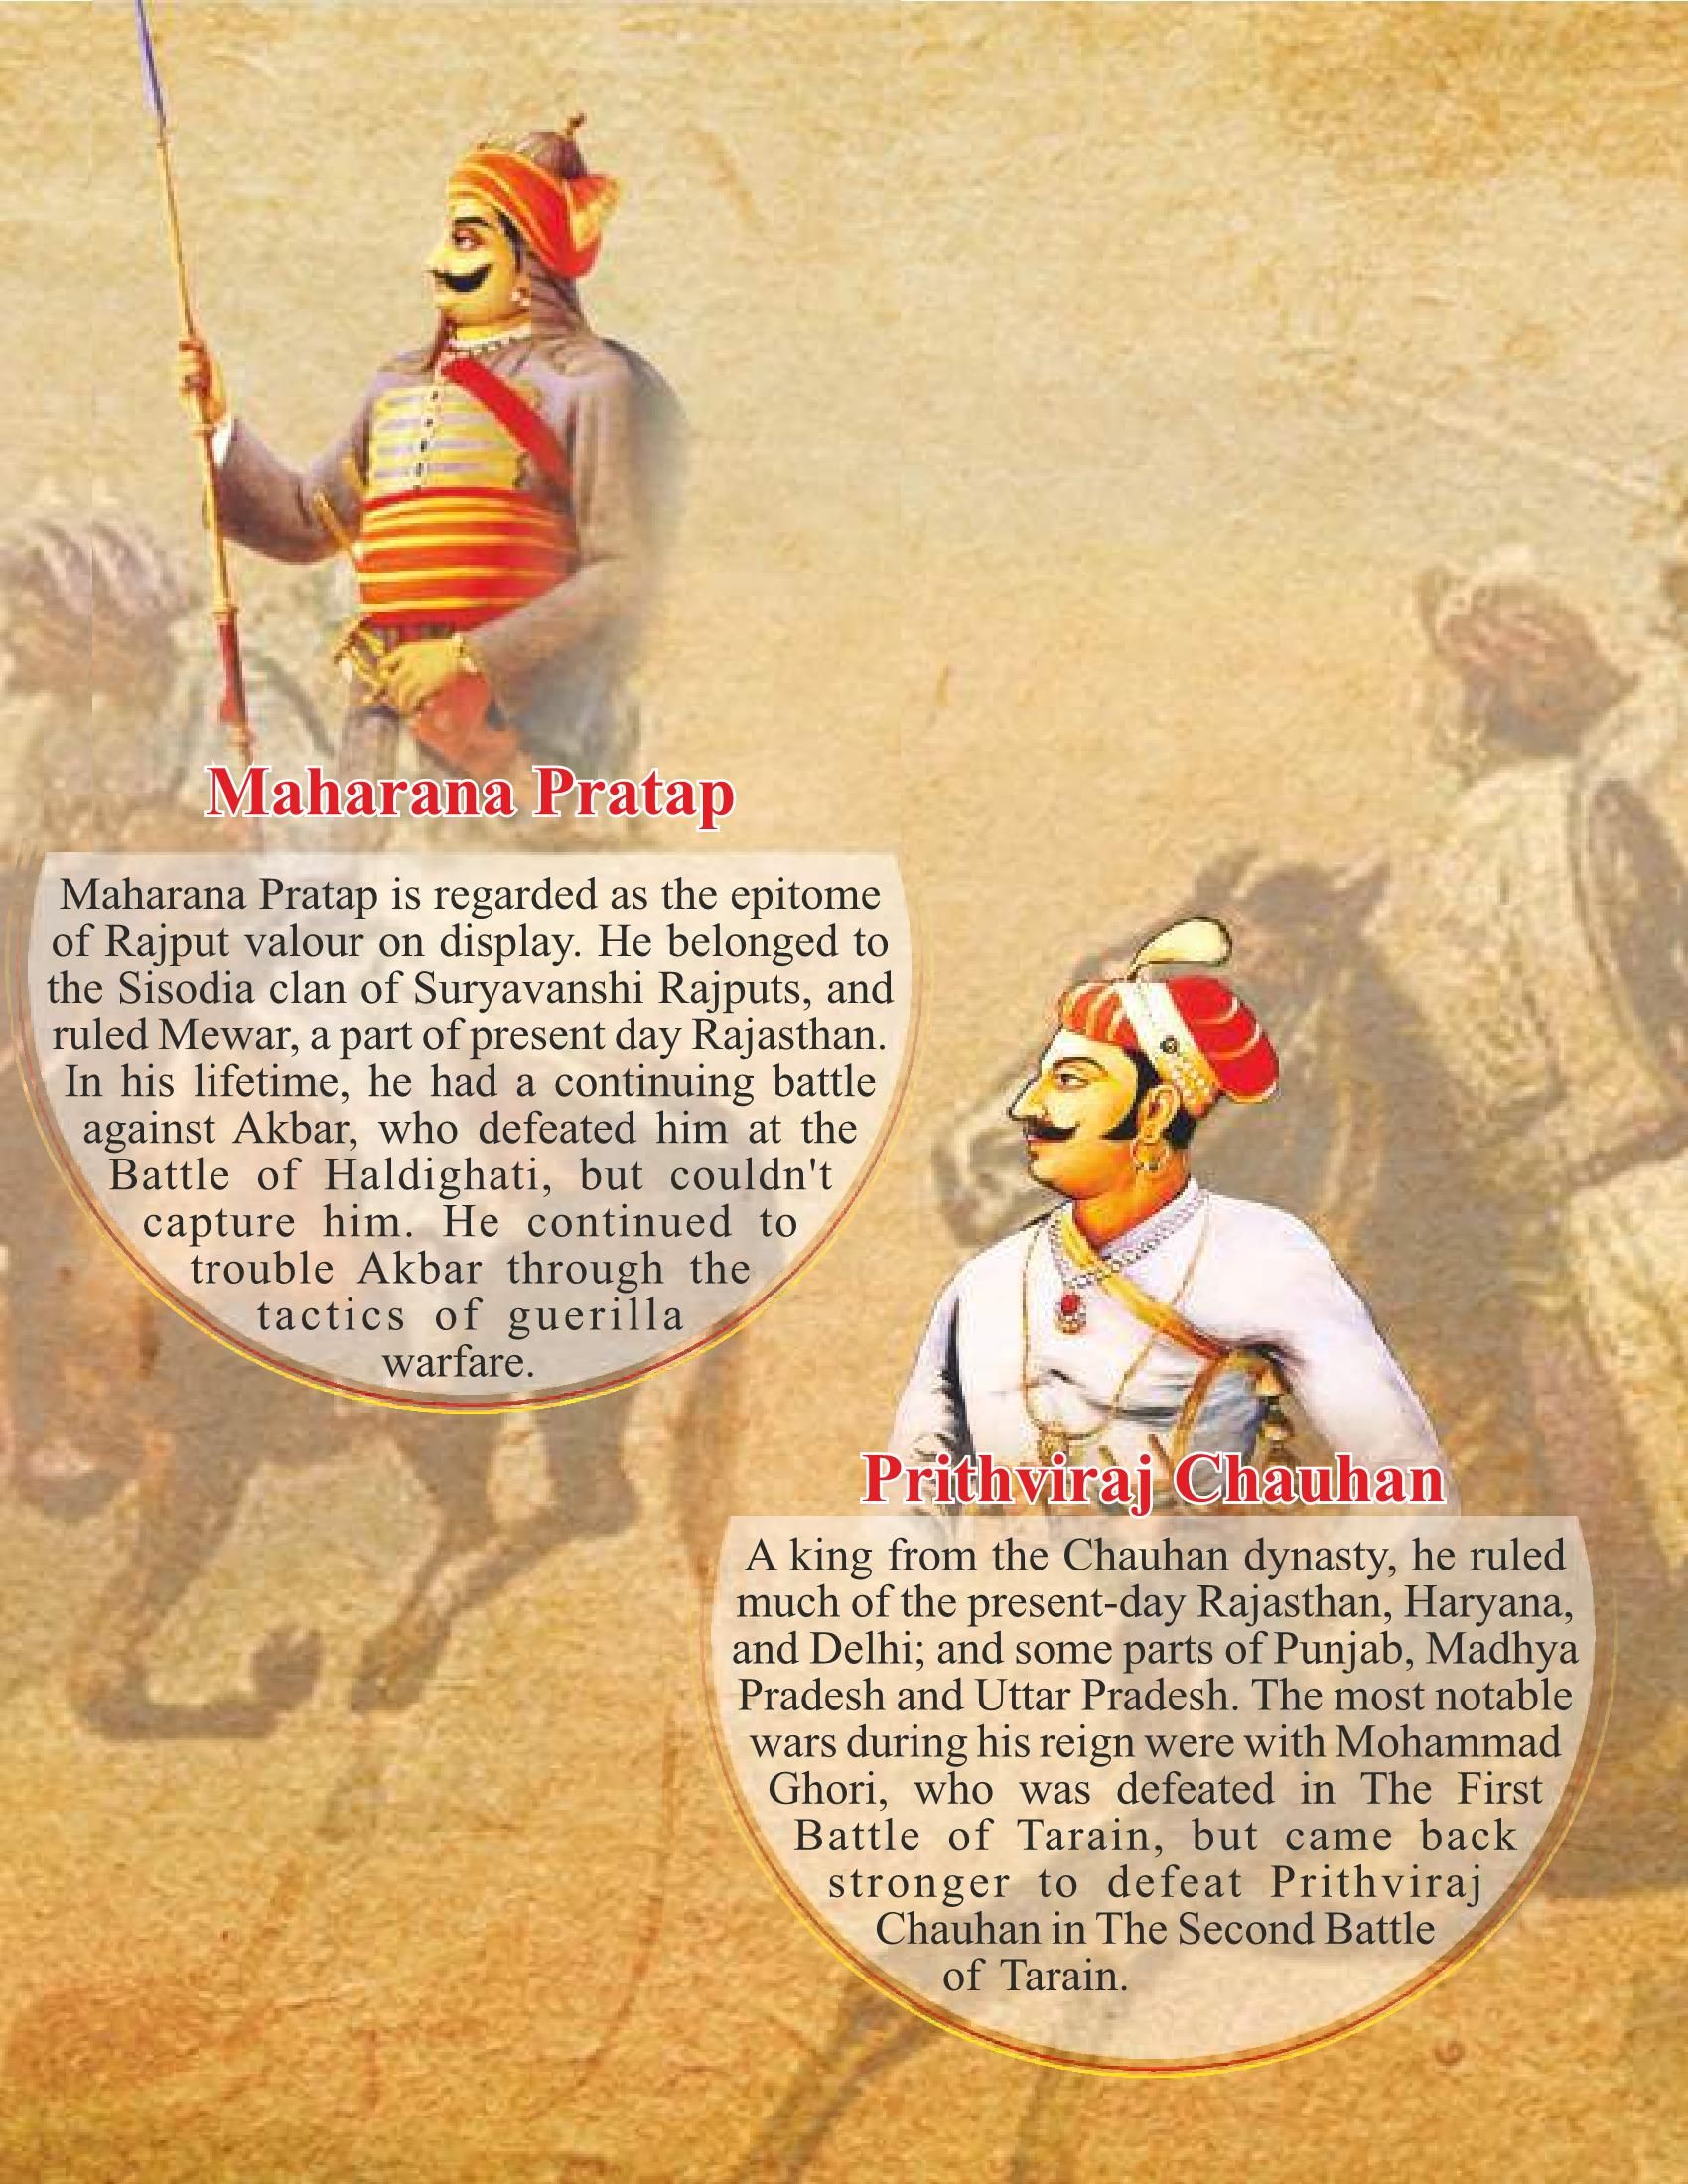 Maharana Pratap
Maharana Pratap is regarded as the epitome
of Rajput valour on display. He belonged to
the Sisodia clan of Suryavanshi Rajputs, and
ruled Mewar, a part of present day Rajasthan.
In his lifetime, he had a continuing battle
against Akbar, who defeated him at the
Battle of Haldighati, but couldn't
capture him. He continued to
trouble Akbar through the
tactics of guerilla
warfare.
Prithviraj Chauhan
A king from the Chauhan dynasty, he ruled
much of the present-day Rajasthan, Haryana,
and Delhi; and some parts of Punjab, Madhya
Pradesh and Uttar Pradesh. The most notable
wars during his reign were with Mohammad
Ghori, who was defeated in The First
Battle of Tarain, but came back
stronger to defeat Prithviraj
Chauhan in The Second Battle
of Tarain.